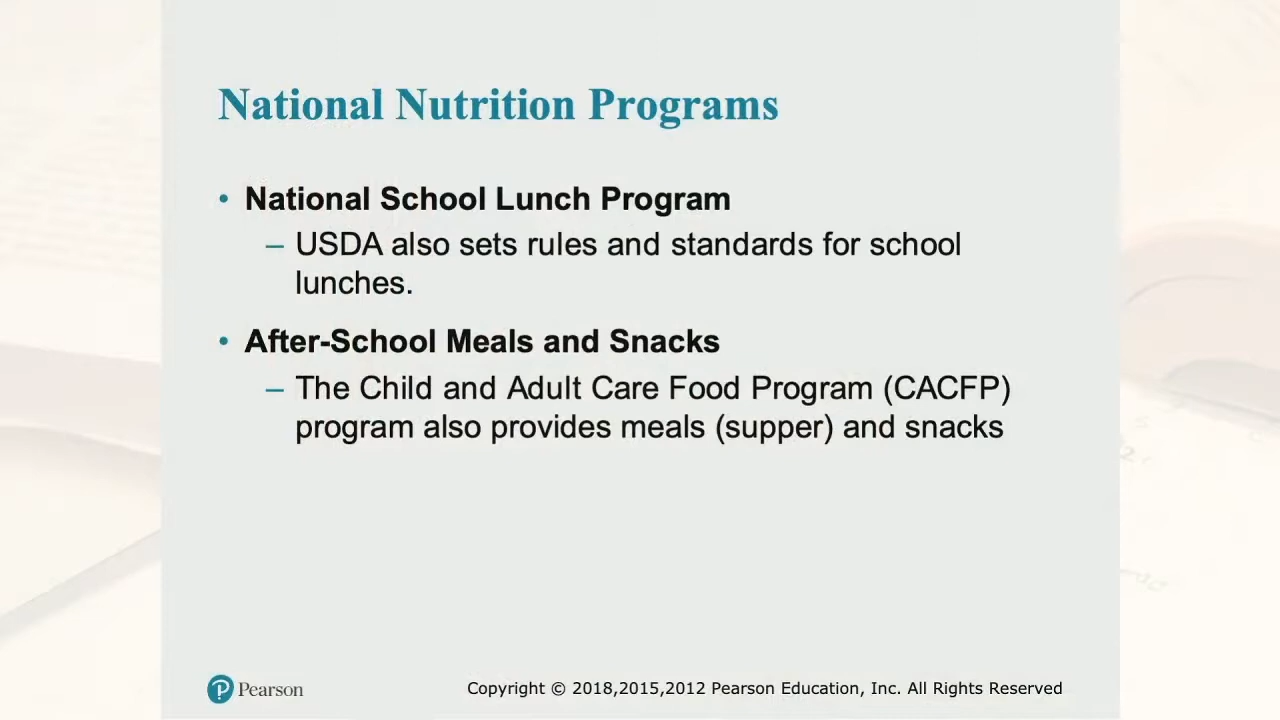 National Nutrition Programs
• National School Lunch Program
– USDA also sets rules and standards for school
lunches.
• After-School Meals and Snacks
– The Child and Adult Care Food Program (CACFP)
program also provides meals (supper) and snacks
Pearson
Copyright © 2018,2015,2012 Pearson Education, Inc. All Rights Reserved